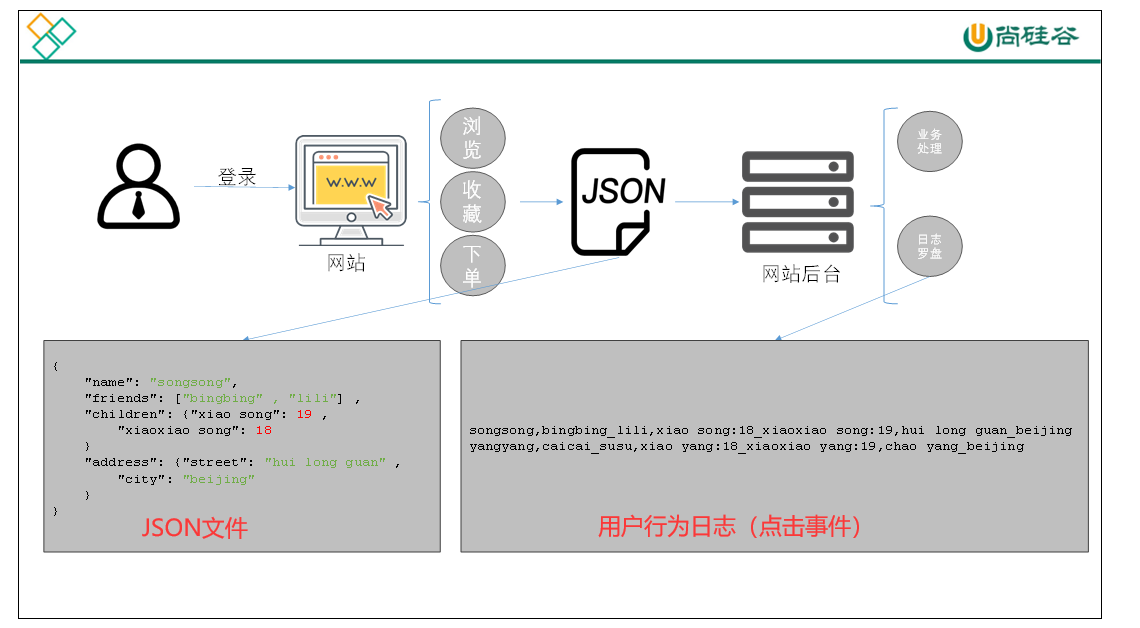 尚硅谷
登录
网站
浏
览
收
藏
下
单
JSON
网站后台
业务
处理
日志
罗盘
W.W.W
{
"name": "songsong",
"friends": ["bingbing" , "lili"] ,
"children": {"xiao song": 19 ,
"xiaoxiao song": 18
}
"address": {"street": "hui long guan" ,
"city": "beijing"
}
}
JSON文件
songsong,bingbing_lili,xiao song:18_xiaoxiao song:19,hui long guan_beijing
yangyang,caicai_susu,xiao yang:18_xiaoxiao yang:19,chao yang_beijing
用户行为日志（点击事件）